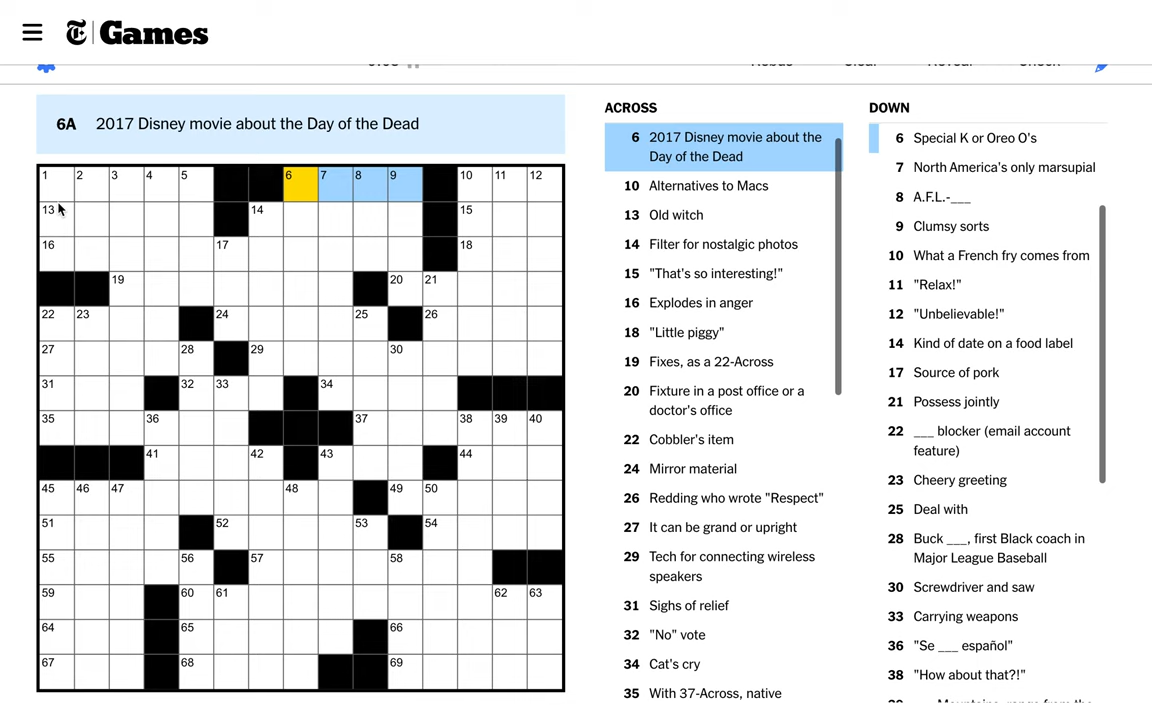 T Games
6A 2017 Disney movie about the Day of the Dead
1 2 3 4 5 6 7 8 9 10 11 12
13 14 15
16 17 18
19 20 21
22 23 24 25 26
27 28 29 30
31 32 33 34
35 36 37 38 39 40
41 42 43 44
45 46 47 48 49 50
51 52 53 54
55 56 57 58
59 60 61 62 63
64 65 66
67 68 69
ACROSS
6 2017 Disney movie about the
Day of the Dead
10 Alternatives to Macs
13 Old witch
14 Filter for nostalgic photos
15 "That's so interesting!"
16 Explodes in anger
18 "Little piggy"
19 Fixes, as a 22-Across
20 Fixture in a post office or a
doctor's office
22 Cobbler's item
24 Mirror material
26 Redding who wrote "Respect"
27 It can be grand or upright
29 Tech for connecting wireless
speakers
31 Sighs of relief
32 "No" vote
34 Cat's cry
35 With 37-Across, native
DOWN
6 Special K or Oreo O's
7 North America's only marsupial
8 A.F.L.-___
9 Clumsy sorts
10 What a French fry comes from
11 "Relax!"
12 "Unbelievable!"
14 Kind of date on a food label
17 Source of pork
21 Possess jointly
22 ___ blocker (email account
feature)
23 Cheery greeting
25 Deal with
28 Buck ___, first Black coach in
Major League Baseball
30 Screwdriver and saw
33 Carrying weapons
36 "Se ___ español"
38 "How about that?!"